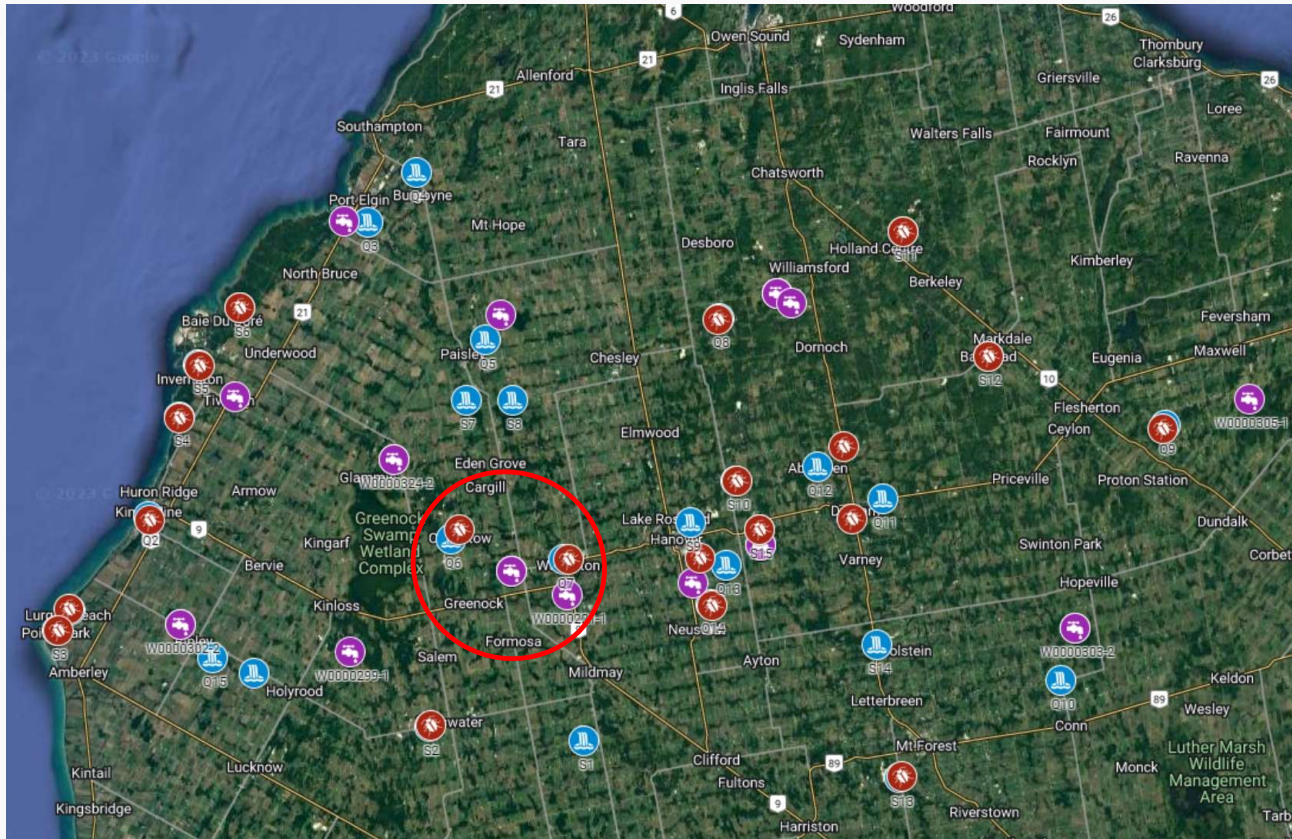 6
Woodford
26
Owen Sound
Sydenham
Thornbury
Clarksburg
© 2023 Google
21
Allenford
Griersville
26
21
Inglis Falls
Loree
Southampton
Walters Falls
Fairmount
Tara
Rocklyn
Ravenna
Chatsworth
Port Elgin
Q3
Mt Hope
Desboro
Holland Centre
S11
Kimberley
North Bruce
Williamsford
Berkeley
21
Baie Du
S6
Feversham
Underwood
Paisley
Q5
Chesley
Q8
Dornoch
Markdale
Eugenia
Maxwell
S12
10
S5
S7
S8
Flesherton
Ceylon
W0000305-1
S4
Elmwood
Q9
Eden Grove
W0000324-2
Cargill
Q12
Priceville
Proton Station
© 2023
Huron Ridge
Armow
S10
Q11
Q2
9
Greenock
Swamp
Wetland
Complex
Lake
S9
Hanover
S15
Dundalk
Kingarf
Q6
Varney
Swinton Park
Bervie
Q7
Q13
Hopeville
Kinloss
Greenock
S3
W0000302-2
Formosa
S14
W0000303-2
Amberley
Q15
W0000299-1
Salem
Mildmay
Ayton
Holyrood
Letterbreen
Q10
Keldon
89
Wesley
S2
S1
Conn
Clifford
Mt Forest
Kintail
Lucknow
Fultons
89
S13
Monck
Luther Marsh
Wildlife
Management
Area
Kingsbridge
9
Harriston
Riverstown